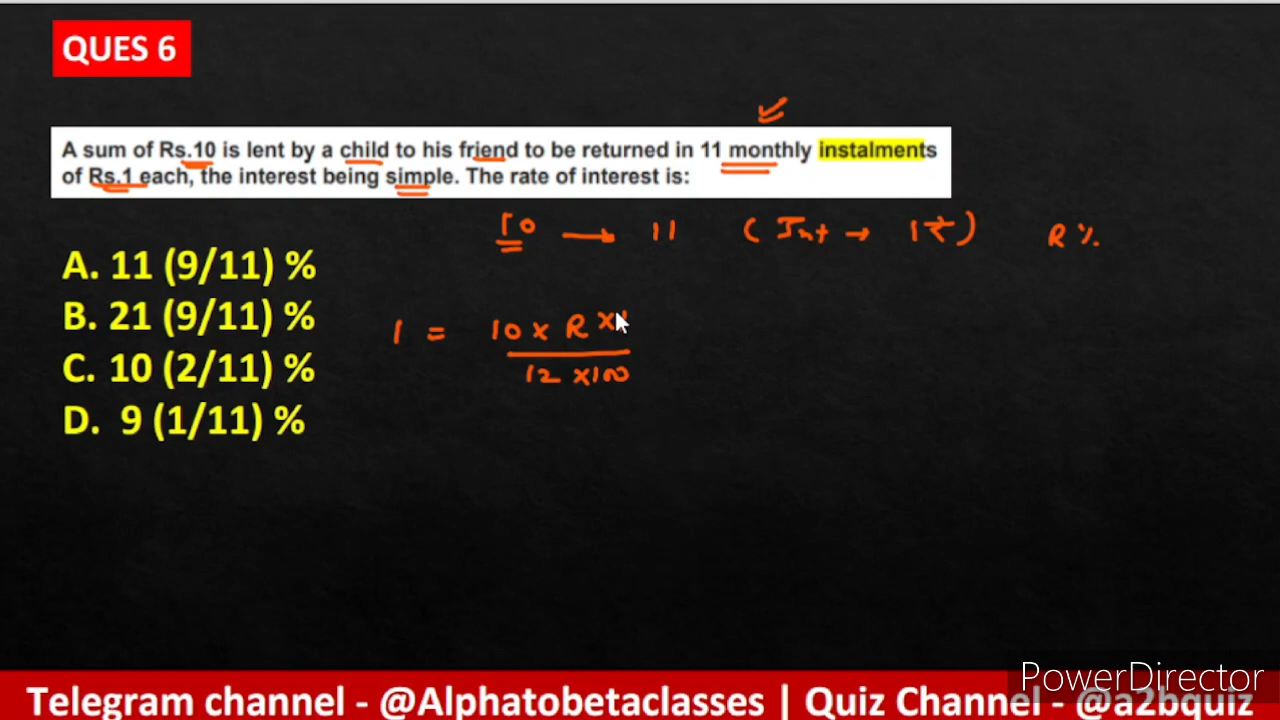 QUES 6
A sum of Rs.10 is lent by a child to his friend to be returned in 11 monthly instalments
of Rs.1 each, the interest being simple. The rate of interest is:
10 → 11 ( Int → 1₹ ) R %.
A. 11 (9/11) %
B. 21 (9/11) %
1 = 10 × R ×
12 ×100
C. 10 (2/11) %
D. 9 (1/11) %
PowerDirector
Telegram channel - @Alphatobetaclasses | Quiz Channel - @a2bquiz